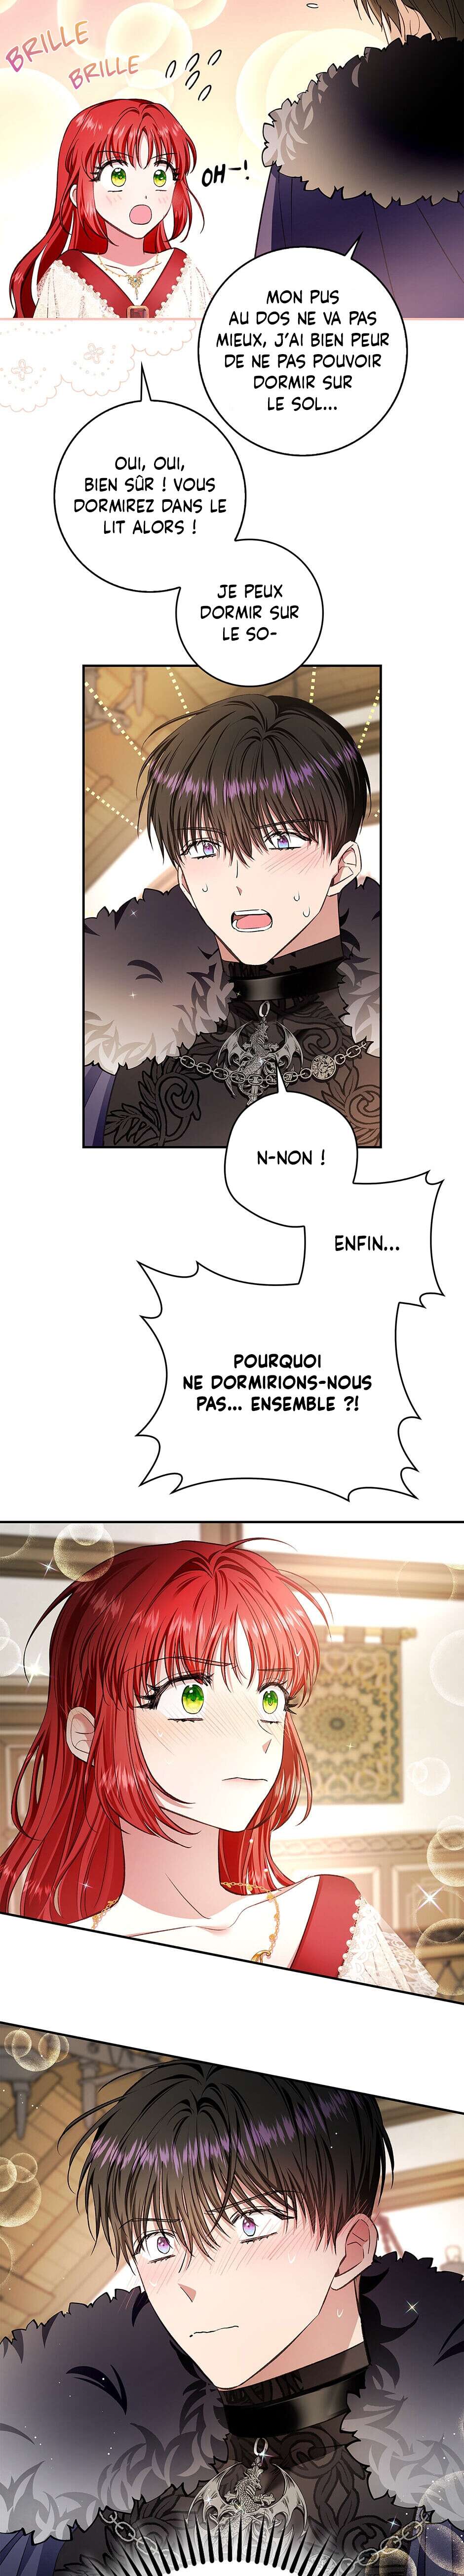 BRILLE
BRILLE
OH-!
MON PUS
AU DOS NE VA PAS
MIEUX, J'AI BIEN PEUR
DE NE PAS POUVOIR
DORMIR SUR
LE SOL...
OUI, OUI,
BIEN SÛR ! VOUS
DORMIREZ DANS LE
LIT ALORS !
JE PEUX
DORMIR SUR
LE SO-
N-NON !
ENFIN...
POURQUOI
NE DORMIRIONS-NOUS
PAS... ENSEMBLE ?!